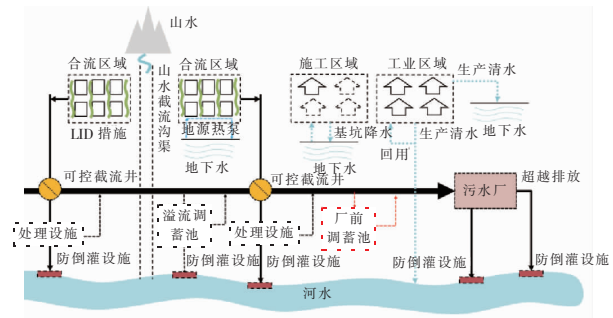 山水
合流区域
合流区域
施工区域
工业区域
生产清水
山水截流沟渠
LID 措施
地源热泵
地下水
基坑降水
地下水
生产清水
回用
地下水
可控截流井
可控截流井
污水厂
超越排放
处理设施
溢流调
蓄池
处理设施
厂前
调蓄池
防倒灌设施
防倒灌设施
防倒灌设施
防倒灌设施
防倒灌设施
河水